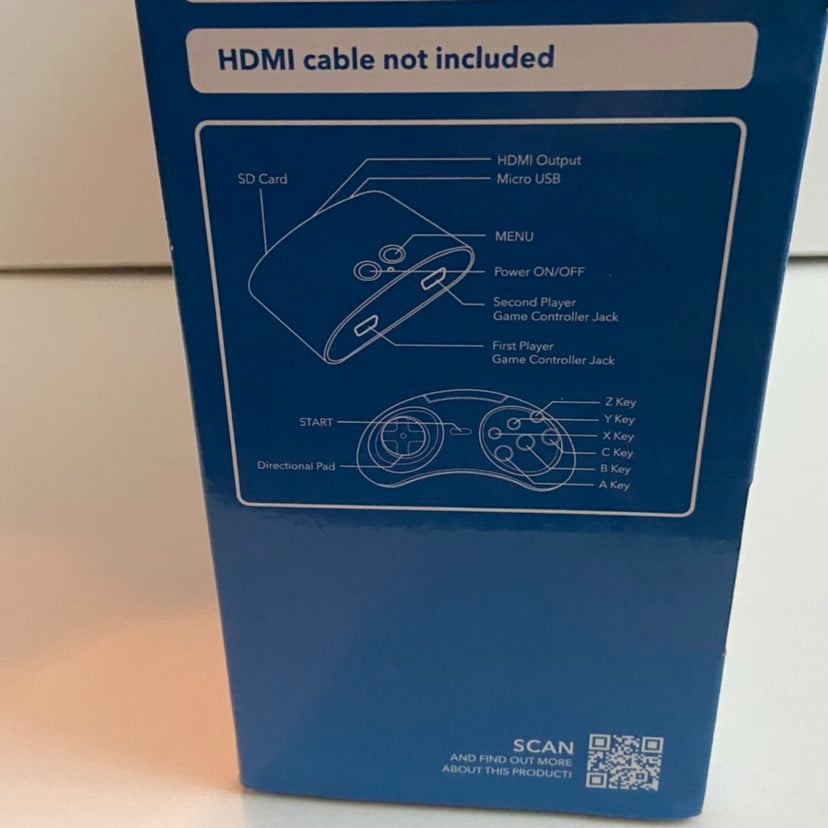 HDMI cable not included
HDMI Output
SD Card
Micro USB
MENU
Power ON/OFF
Second Player
Game Controller Jack
First Player
Game Controller Jack
Z Key
START
Y Key
X Key
C Key
Directional Pad
B Key
A Key
SCAN
AND FIND OUT MORE
ABOUT THIS PRODUCT!